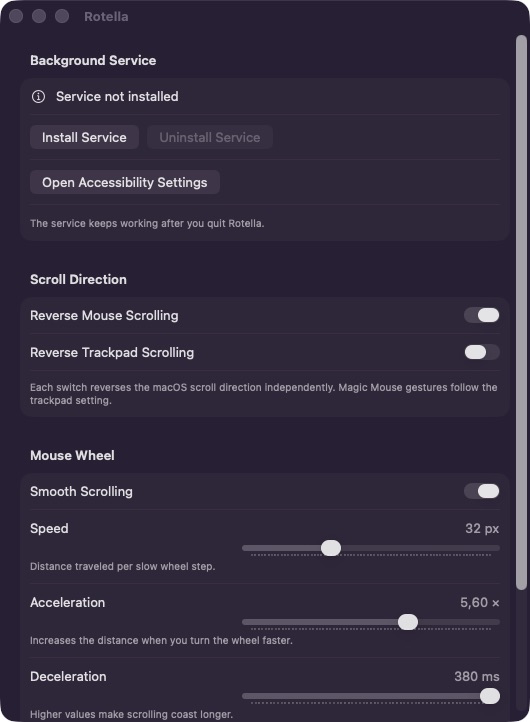 Rotella
Background Service
Service not installed
Install Service
Uninstall Service
Open Accessibility Settings
The service keeps working after you quit Rotella.
Scroll Direction
Reverse Mouse Scrolling
Reverse Trackpad Scrolling
Each switch reverses the macOS scroll direction independently. Magic Mouse gestures follow the
trackpad setting.
Mouse Wheel
Smooth Scrolling
Speed 32 px
Distance traveled per slow wheel step.
Acceleration 5,60 ×
Increases the distance when you turn the wheel faster.
Deceleration 380 ms
Higher values make scrolling coast longer.